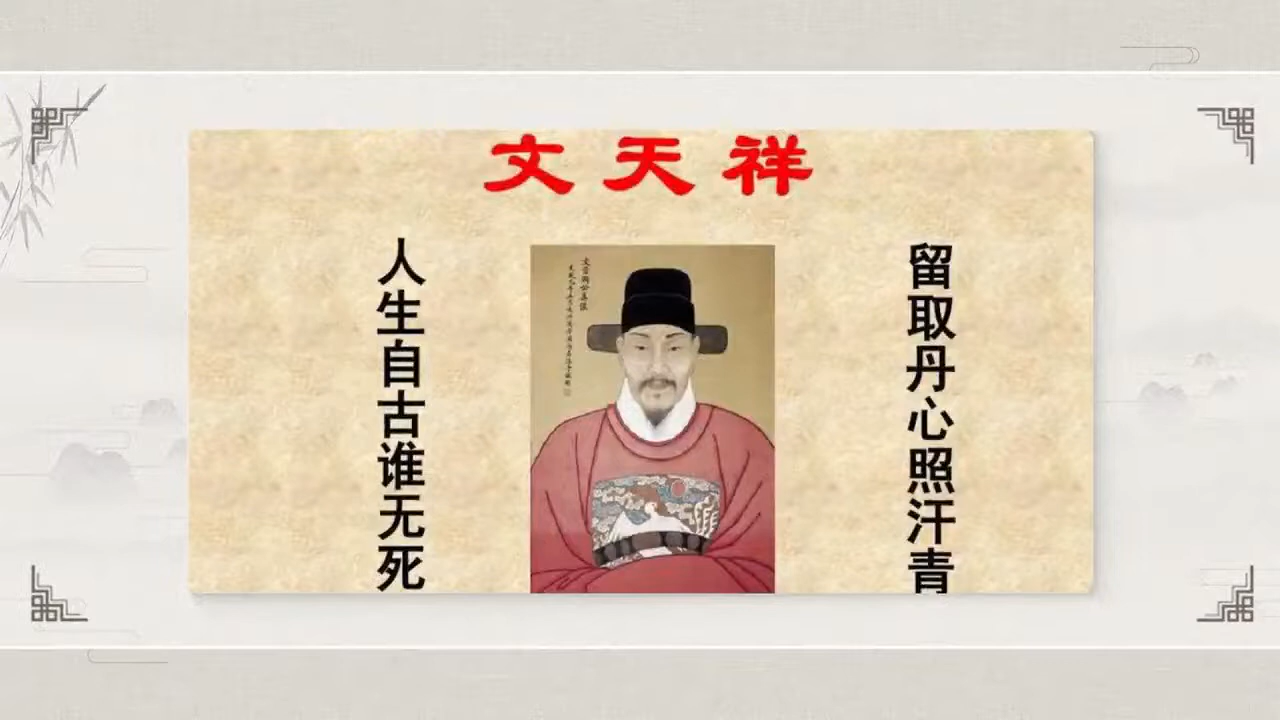 文天祥
人生自古谁无死
留取丹心照汗青